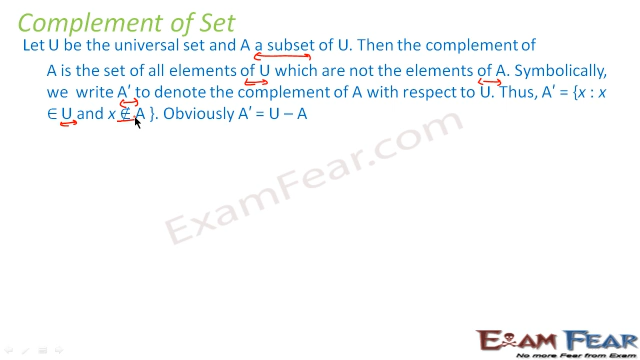 Complement of Set
Let U be the universal set and A a subset of U. Then the complement of
A is the set of all elements of U which are not the elements of A. Symbolically,
we write A′ to denote the complement of A with respect to U. Thus, A′ = {x : x
∈ U and x ∉ A }. Obviously A′ = U – A
ExamFear.com
EXAM FEAR
No more Fear from Exam